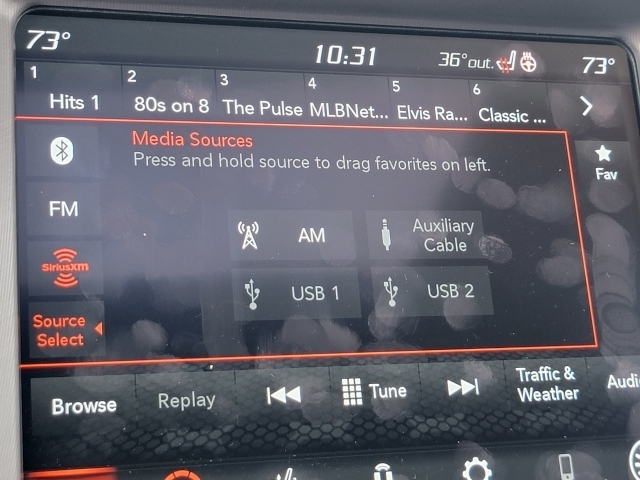 73°
10:31
36°out.
73°
1
2
3
4
5
6
Hits 1
80s on 8
The Pulse
MLBNet...
Elvis Ra...
Classic ...
Media Sources
Press and hold source to drag favorites on left.
Fav
FM
AM
Auxiliary
Cable
SiriusXM
USB 1
USB 2
Source
Select
Browse
Replay
Tune
Traffic &
Weather
Audi